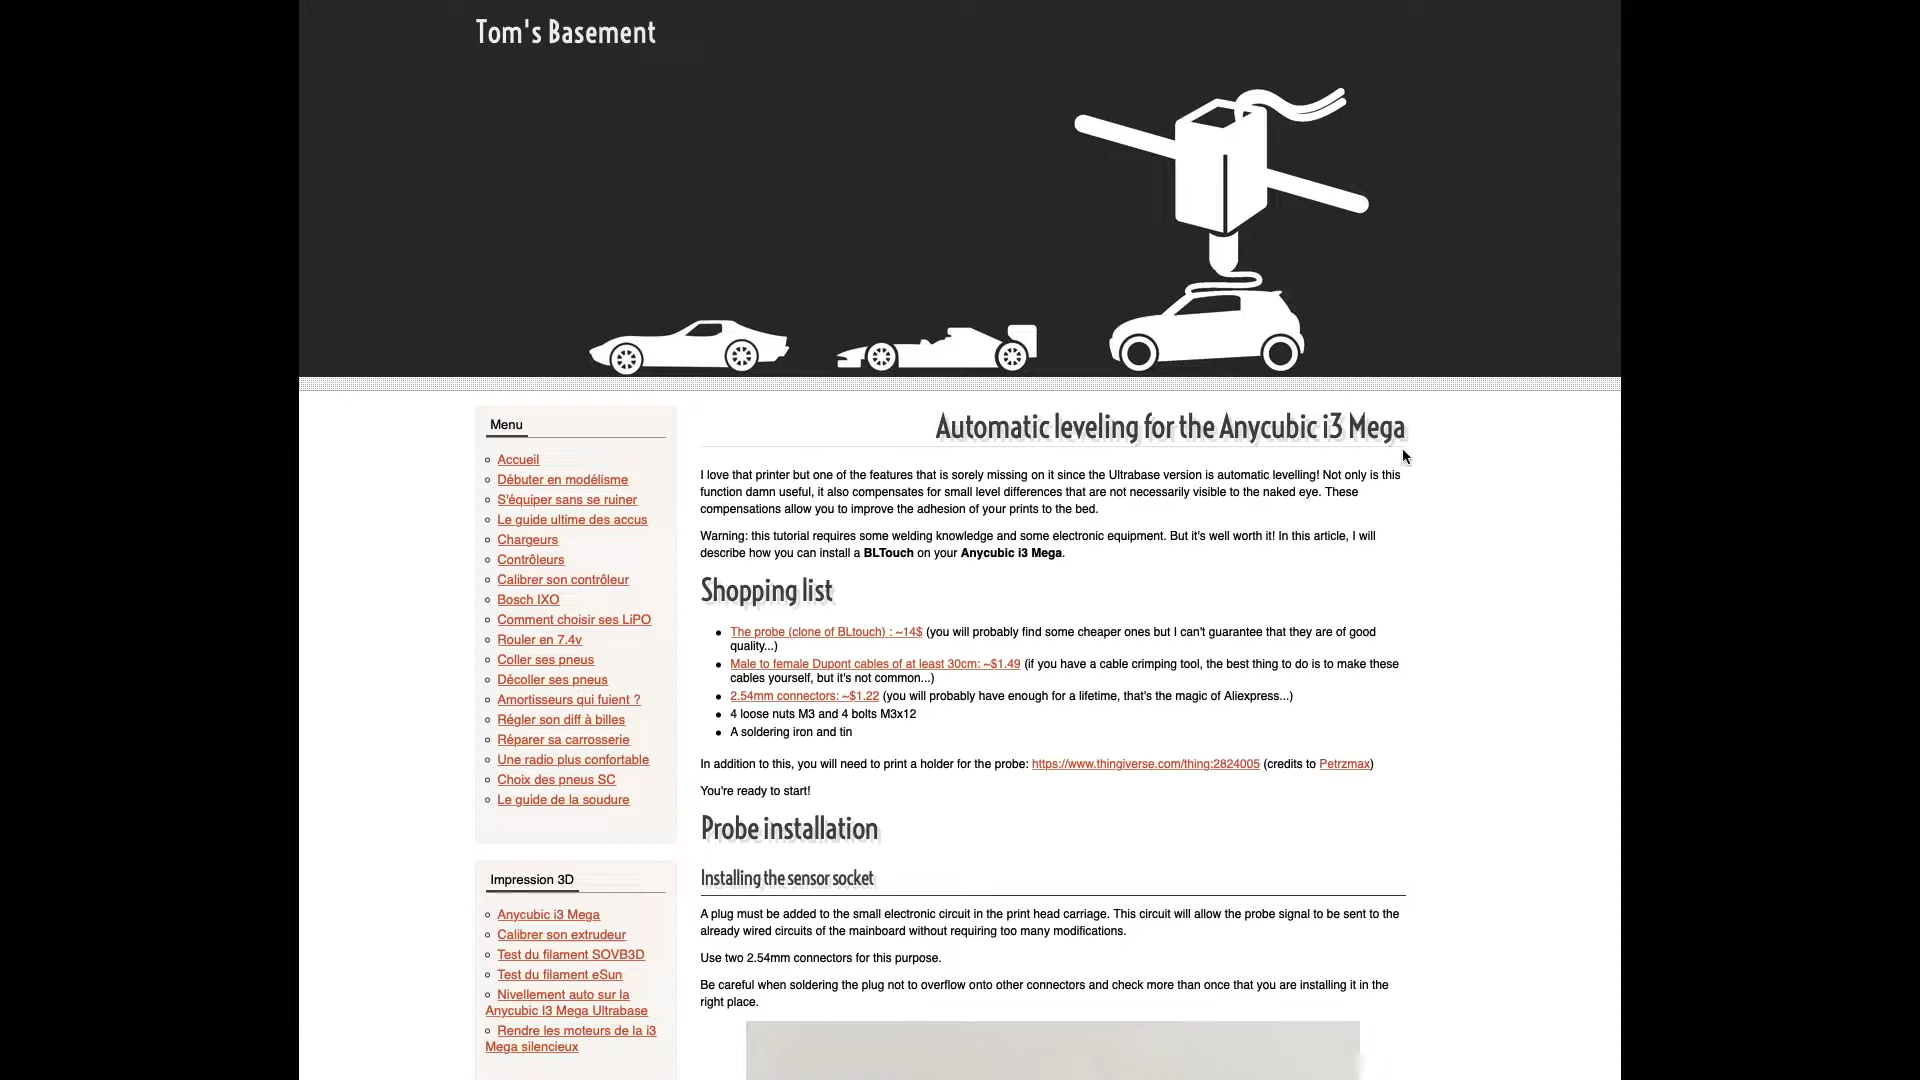 Tom's Basement
Menu
Accueil
Débuter en modélisme
S'équiper sans se ruiner
Le guide ultime des accus
Chargeurs
Contrôleurs
Calibrer son contrôleur
Bosch IXO
Comment choisir ses LiPO
Rouler en 7.4v
Coller ses pneus
Décoller ses pneus
Amortisseurs qui fuient ?
Régler son diff à billes
Réparer sa carrosserie
Une radio plus confortable
Choix des pneus SC
Le guide de la soudure
Impression 3D
Anycubic i3 Mega
Calibrer son extrudeur
Test du filament SOVB3D
Test du filament eSun
Nivellement auto sur la
Anycubic I3 Mega Ultrabase
Rendre les moteurs de la i3
Mega silencieux
Automatic leveling for the Anycubic i3 Mega
I love that printer but one of the features that is sorely missing on it since the Ultrabase version is automatic levelling! Not only is this
function damn useful, it also compensates for small level differences that are not necessarily visible to the naked eye. These
compensations allow you to improve the adhesion of your prints to the bed.
Warning: this tutorial requires some welding knowledge and some electronic equipment. But it's well worth it! In this article, I will
describe how you can install a BLTouch on your Anycubic i3 Mega.
Shopping list
The probe (clone of BLtouch) : ~14$ (you will probably find some cheaper ones but I can't guarantee that they are of good
quality...)
Male to female Dupont cables of at least 30cm: ~$1.49 (if you have a cable crimping tool, the best thing to do is to make these
cables yourself, but it's not common...)
2.54mm connectors: ~$1.22 (you will probably have enough for a lifetime, that's the magic of Aliexpress...)
4 loose nuts M3 and 4 bolts M3x12
A soldering iron and tin
In addition to this, you will need to print a holder for the probe: https://www.thingiverse.com/thing:2824005 (credits to Petrzmax)
You're ready to start!
Probe installation
Installing the sensor socket
A plug must be added to the small electronic circuit in the print head carriage. This circuit will allow the probe signal to be sent to the
already wired circuits of the mainboard without requiring too many modifications.
Use two 2.54mm connectors for this purpose.
Be careful when soldering the plug not to overflow onto other connectors and check more than once that you are installing it in the
right place.